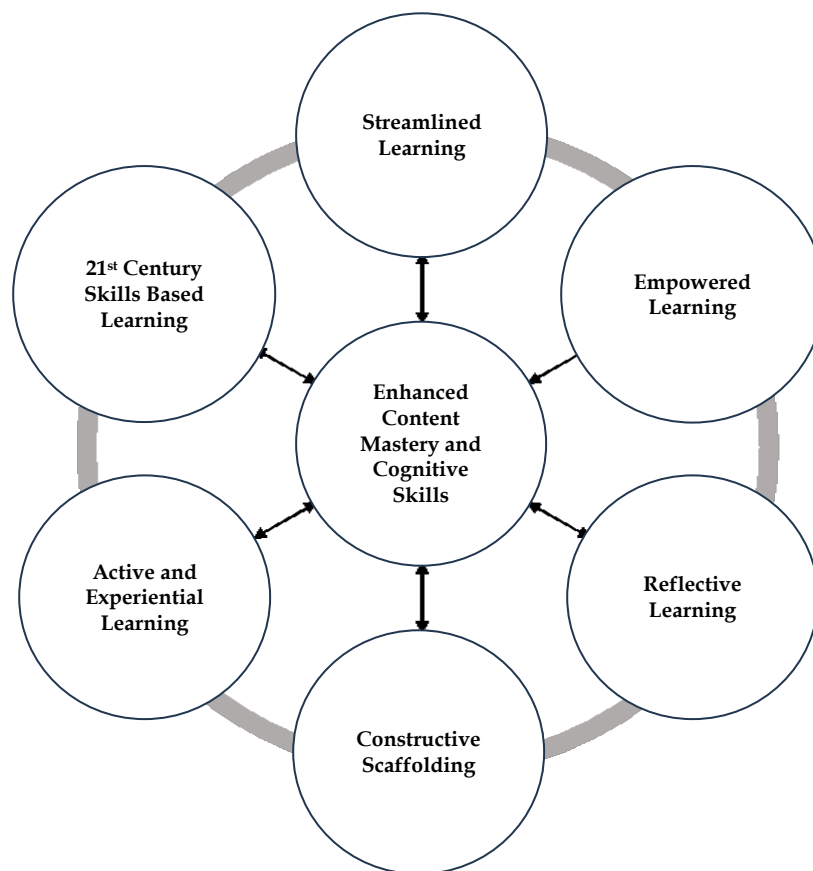 Streamlined
Learning
21st Century
Skills Based
Learning
Empowered
Learning
Enhanced
Content
Mastery and
Cognitive
Skills
Active and
Experiential
Learning
Reflective
Learning
Constructive
Scaffolding